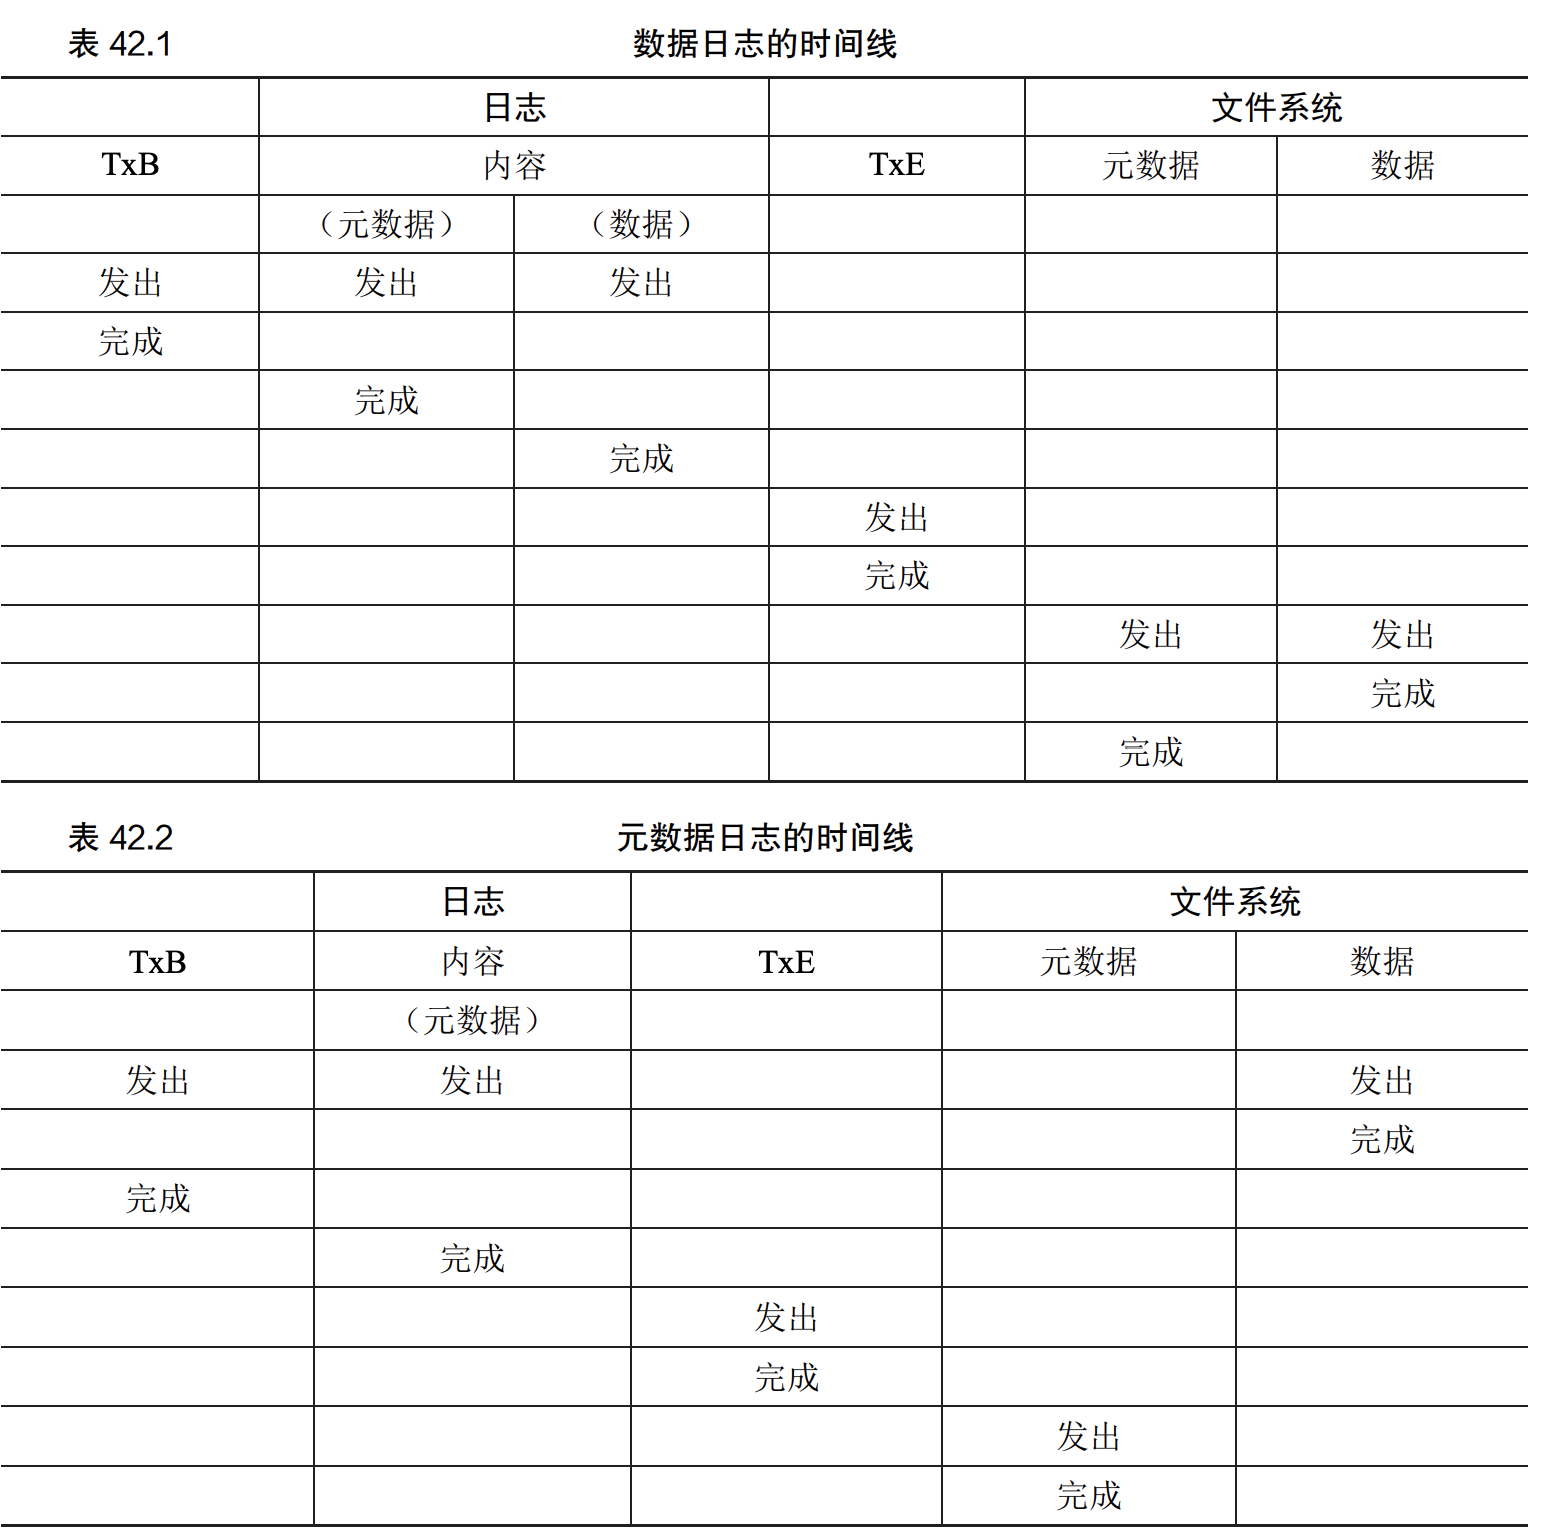 表 42.1 数据日志的时间线
日志 文件系统
TxB 内容 TxE 元数据 数据
（元数据） （数据）
发出 发出 发出
完成
完成
完成
发出
完成
发出 发出
完成
完成
表 42.2 元数据日志的时间线
日志 文件系统
TxB 内容 TxE 元数据 数据
（元数据）
发出 发出 发出
完成
完成
完成
发出
完成
发出
完成